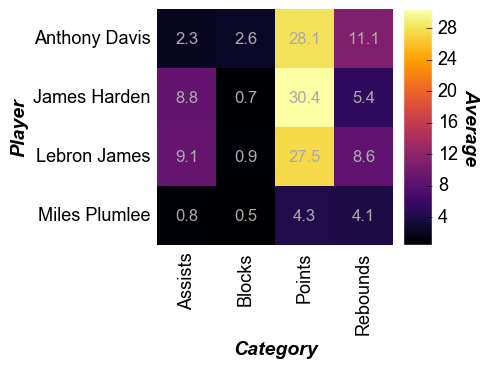 Anthony Davis 2.3 2.6 28.1 11.1
James Harden 8.8 0.7 30.4 5.4
Lebron James 9.1 0.9 27.5 8.6
Miles Plumlee 0.8 0.5 4.3 4.1
Player
Assists
Blocks
Points
Rebounds
Category
28
24
20
16
12
8
4
Average